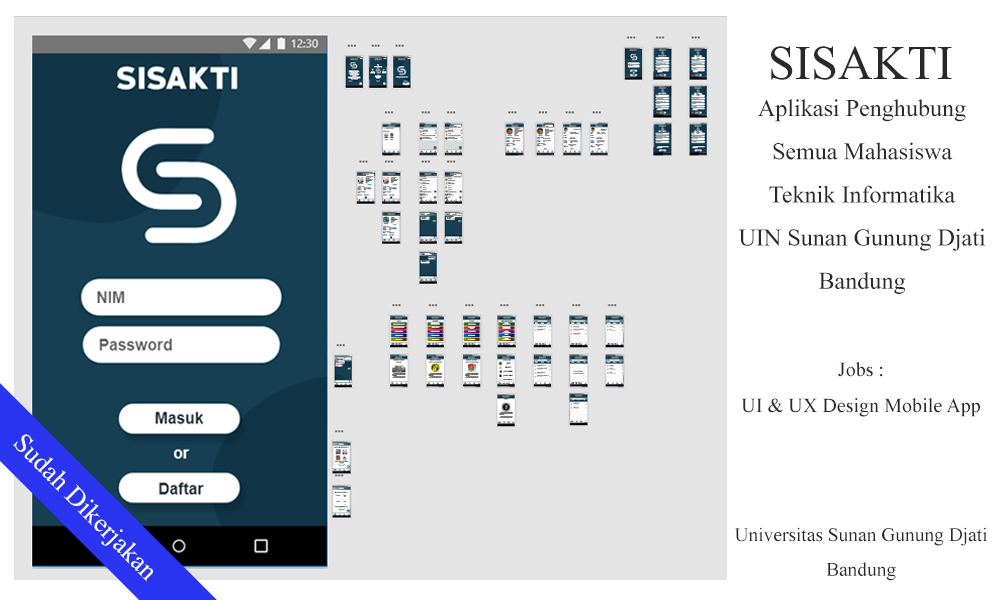 12:30
SISAKTI
NIM
Password
Masuk
or
Daftar
Sudah Dikerjakan
SISAKTI
Aplikasi Penghubung
Semua Mahasiswa
Teknik Informatika
UIN Sunan Gunung Djati
Bandung
Jobs :
UI & UX Design Mobile App
Universitas Sunan Gunung Djati
Bandung